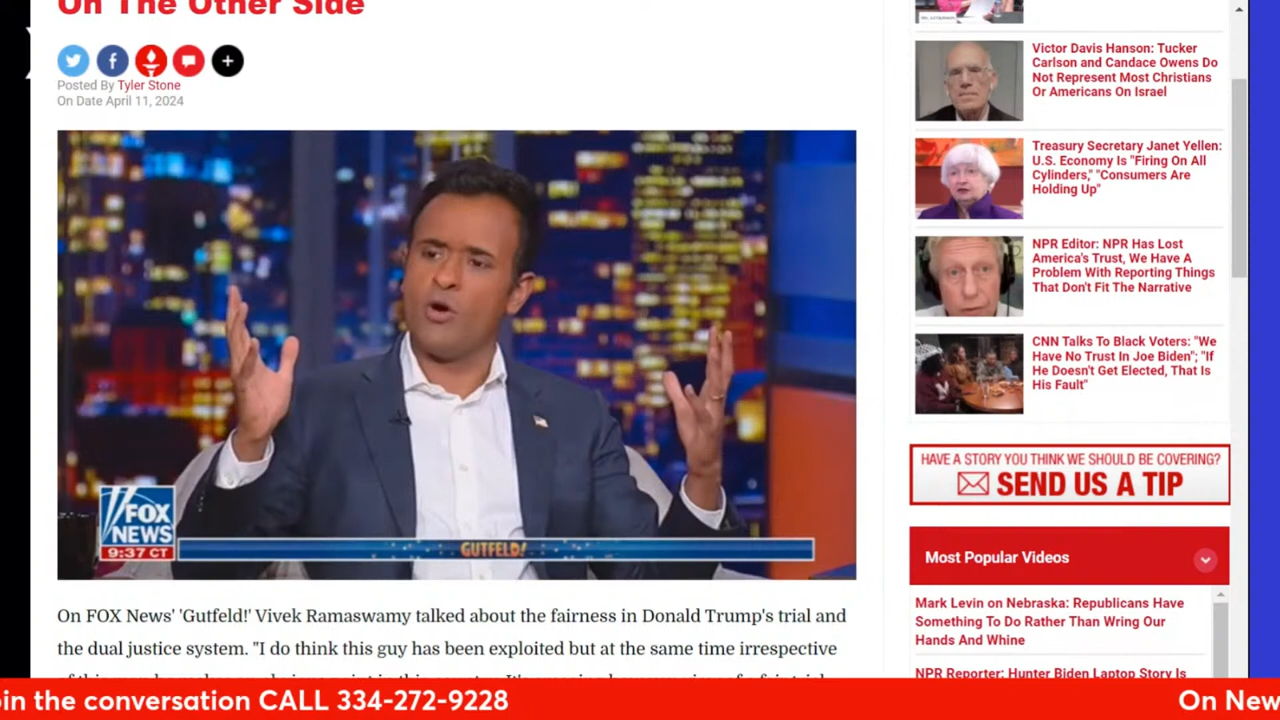 On The Other Side
Posted By Tyler Stone
On Date April 11, 2024
FOX
NEWS
9:37 CT
GUTFELD!
On FOX News' 'Gutfeld!' Vivek Ramaswamy talked about the fairness in Donald Trump's trial and
the dual justice system. "I do think this guy has been exploited but at the same time irrespective
Victor Davis Hanson: Tucker
Carlson and Candace Owens Do
Not Represent Most Christians
Or Americans On Israel
Treasury Secretary Janet Yellen:
U.S. Economy Is "Firing On All
Cylinders," "Consumers Are
Holding Up"
NPR Editor: NPR Has Lost
America's Trust, We Have A
Problem With Reporting Things
That Don't Fit The Narrative
CNN Talks To Black Voters: "We
Have No Trust In Joe Biden"; "If
He Doesn't Get Elected, That Is
His Fault"
HAVE A STORY YOU THINK WE SHOULD BE COVERING?
SEND US A TIP
Most Popular Videos
Mark Levin on Nebraska: Republicans Have
Something To Do Rather Than Wring Our
Hands And Whine
NPR Reporter: Hunter Biden Laptop Story Is
oin the conversation CALL 334-272-9228
On New